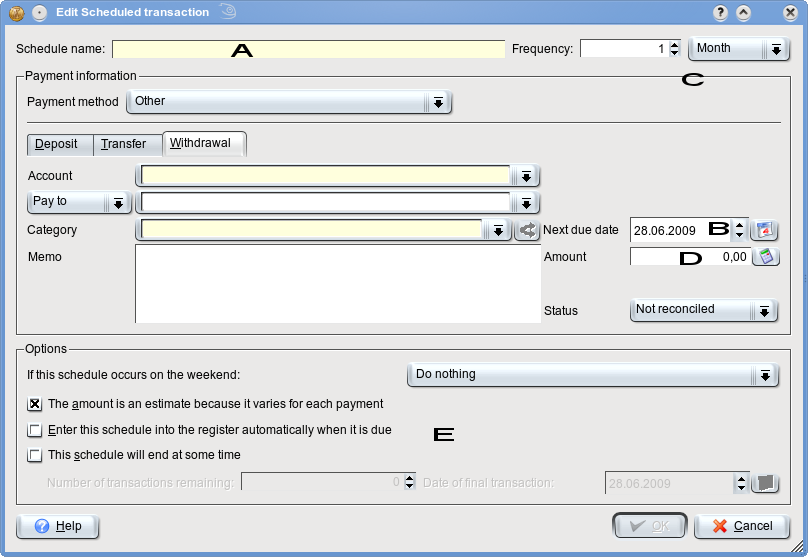 Edit Scheduled transaction
Schedule name: A Frequency: 1 Month
C
Payment information
Payment method Other
Deposit Transfer Withdrawal
Account
Pay to
Category Next due date 28.06.2009 B
Memo Amount D 0,00
Status Not reconciled
Options
If this schedule occurs on the weekend: Do nothing
The amount is an estimate because it varies for each payment
Enter this schedule into the register automatically when it is due
E
This schedule will end at some time
Number of transactions remaining: 0 Date of final transaction: 28.06.2009
Help OK Cancel